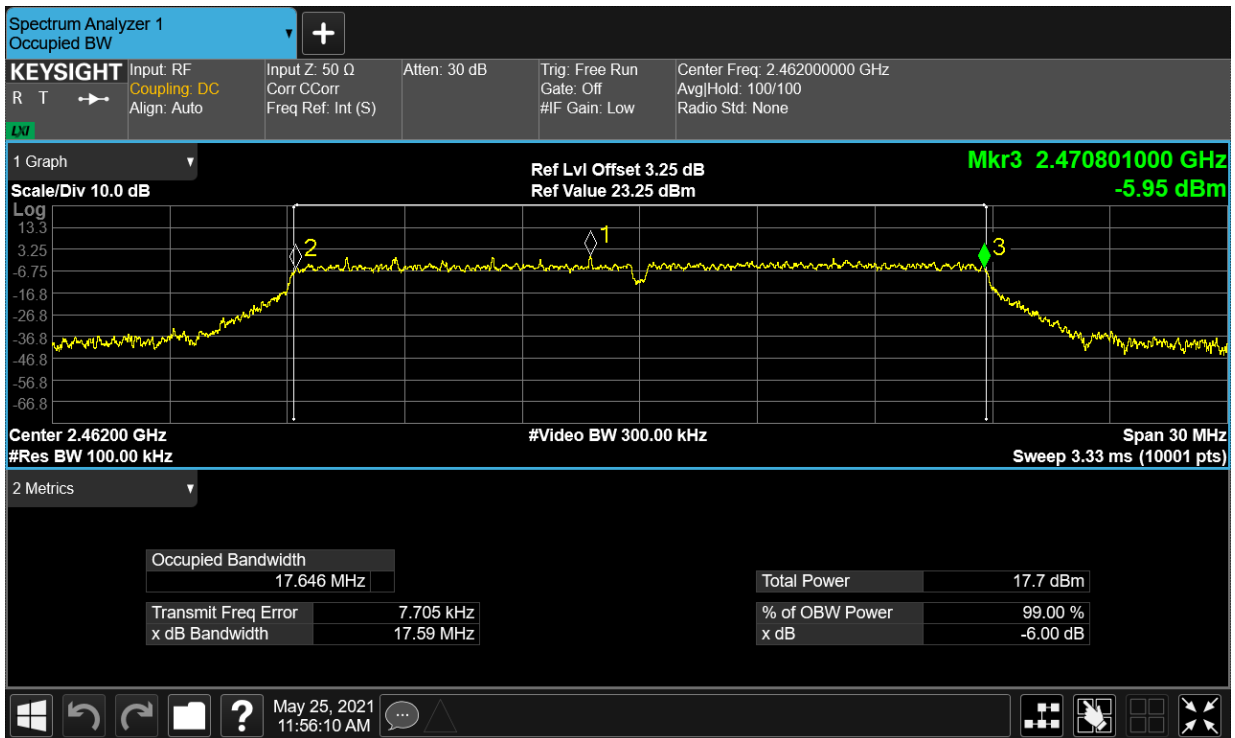 Spectrum Analyzer 1
Occupied BW
+
KEYSIGHT
R T
LXI
Input: RF
Coupling: DC
Align: Auto
Input Z: 50 Ω
Corr CCorr
Freq Ref: Int (S)
Atten: 30 dB
Trig: Free Run
Gate: Off
#IF Gain: Low
Center Freq: 2.462000000 GHz
Avg|Hold: 100/100
Radio Std: None
1 Graph
Scale/Div 10.0 dB
Ref Lvl Offset 3.25 dB
Ref Value 23.25 dBm
Mkr3 2.470801000 GHz
-5.95 dBm
Log
13.3
3.25
-6.75
-16.8
-26.8
-36.8
-46.8
-56.8
-66.8
2
1
3
Center 2.46200 GHz
#Res BW 100.00 kHz
#Video BW 300.00 kHz
Span 30 MHz
Sweep 3.33 ms (10001 pts)
2 Metrics
Occupied Bandwidth
17.646 MHz
Transmit Freq Error 7.705 kHz
x dB Bandwidth 17.59 MHz
Total Power 17.7 dBm
% of OBW Power 99.00 %
x dB -6.00 dB
?
May 25, 2021
11:56:10 AM